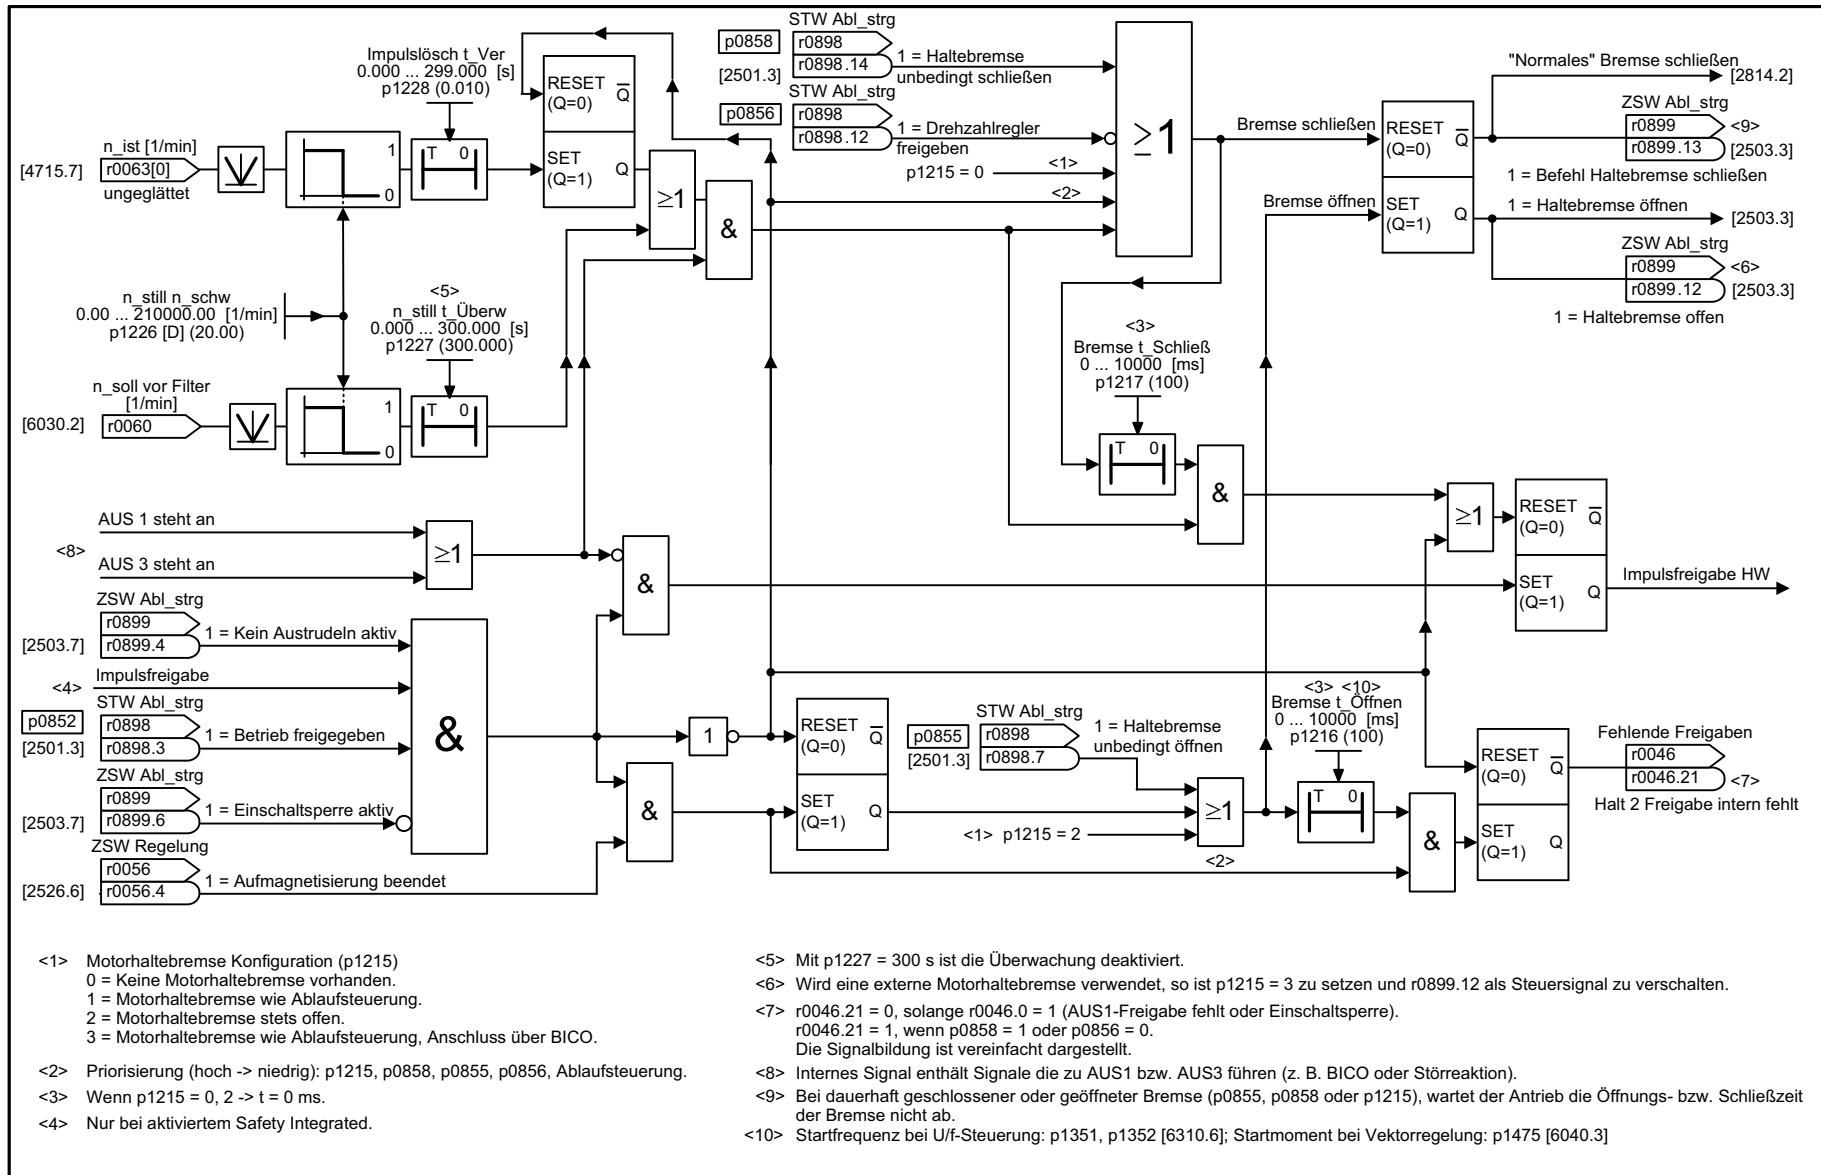 Impulslösch t_Ver
0.000 ... 299.000 [s]
p1228 (0.010)
RESET
(Q=0)
Q
SET
(Q=1)
Q
[4715.7]
n_ist [1/min]
r0063[0]
ungeglättet
1
0
T 0
≥1
&
n_still n_schw
0.00 ... 210000.00 [1/min]
p1226 [D] (20.00)
<5>
n_still t_Überw
0.000 ... 300.000 [s]
p1227 (300.000)
n_soll vor Filter
[1/min]
[6030.2]
r0060
1
0
T 0
STW Abl_strg
p0858
r0898
[2501.3]
r0898.14
1 = Haltebremse
unbedingt schließen
STW Abl_strg
p0856
r0898
r0898.12
1 = Drehzahlregler
freigeben
p1215 = 0
<1>
<2>
≥1
Bremse schließen
Bremse öffnen
RESET
(Q=0)
Q
SET
(Q=1)
Q
"Normales" Bremse schließen
[2814.2]
ZSW Abl_strg
r0899
<9>
r0899.13
[2503.3]
1 = Befehl Haltebremse schließen
1 = Haltebremse öffnen
[2503.3]
ZSW Abl_strg
r0899
<6>
r0899.12
[2503.3]
1 = Haltebremse offen
<3>
Bremse t_Schließ
0 ... 10000 [ms]
p1217 (100)
T 0
&
≥1
RESET
(Q=0)
Q
SET
(Q=1)
Q
Impulsfreigabe HW
<8>
AUS 1 steht an
AUS 3 steht an
≥1
&
ZSW Abl_strg
r0899
[2503.7]
r0899.4
1 = Kein Austrudeln aktiv
<4>
Impulsfreigabe
STW Abl_strg
p0852
r0898
[2501.3]
r0898.3
1 = Betrieb freigegeben
ZSW Abl_strg
r0899
[2503.7]
r0899.6
1 = Einschaltsperre aktiv
ZSW Regelung
r0056
[2526.6]
r0056.4
1 = Aufmagnetisierung beendet
&
1
&
RESET
(Q=0)
Q
SET
(Q=1)
Q
STW Abl_strg
p0855
r0898
[2501.3]
r0898.7
1 = Haltebremse
unbedingt öffnen
<1> p1215 = 2
≥1
<2>
<3> <10>
Bremse t_Öffnen
0 ... 10000 [ms]
p1216 (100)
T 0
&
RESET
(Q=0)
Q
SET
(Q=1)
Q
Fehlende Freigaben
r0046
r0046.21
<7>
Halt 2 Freigabe intern fehlt
<1> Motorhaltebremse Konfiguration (p1215)
0 = Keine Motorhaltebremse vorhanden.
1 = Motorhaltebremse wie Ablaufsteuerung.
2 = Motorhaltebremse stets offen.
3 = Motorhaltebremse wie Ablaufsteuerung, Anschluss über BICO.
<2> Priorisierung (hoch -> niedrig): p1215, p0858, p0855, p0856, Ablaufsteuerung.
<3> Wenn p1215 = 0, 2 -> t = 0 ms.
<4> Nur bei aktiviertem Safety Integrated.
<5> Mit p1227 = 300 s ist die Überwachung deaktiviert.
<6> Wird eine externe Motorhaltebremse verwendet, so ist p1215 = 3 zu setzen und r0899.12 als Steuersignal zu verschalten.
<7> r0046.21 = 0, solange r0046.0 = 1 (AUS1-Freigabe fehlt oder Einschaltsperre).
r0046.21 = 1, wenn p0858 = 1 oder p0856 = 0.
Die Signalbildung ist vereinfacht dargestellt.
<8> Internes Signal enthält Signale die zu AUS1 bzw. AUS3 führen (z. B. BICO oder Störreaktion).
<9> Bei dauerhaft geschlossener oder geöffneter Bremse (p0855, p0858 oder p1215), wartet der Antrieb die Öffnungs- bzw. Schließzeit
der Bremse nicht ab.
<10> Startfrequenz bei U/f-Steuerung: p1351, p1352 [6310.6]; Startmoment bei Vektorregelung: p1475 [6040.3]